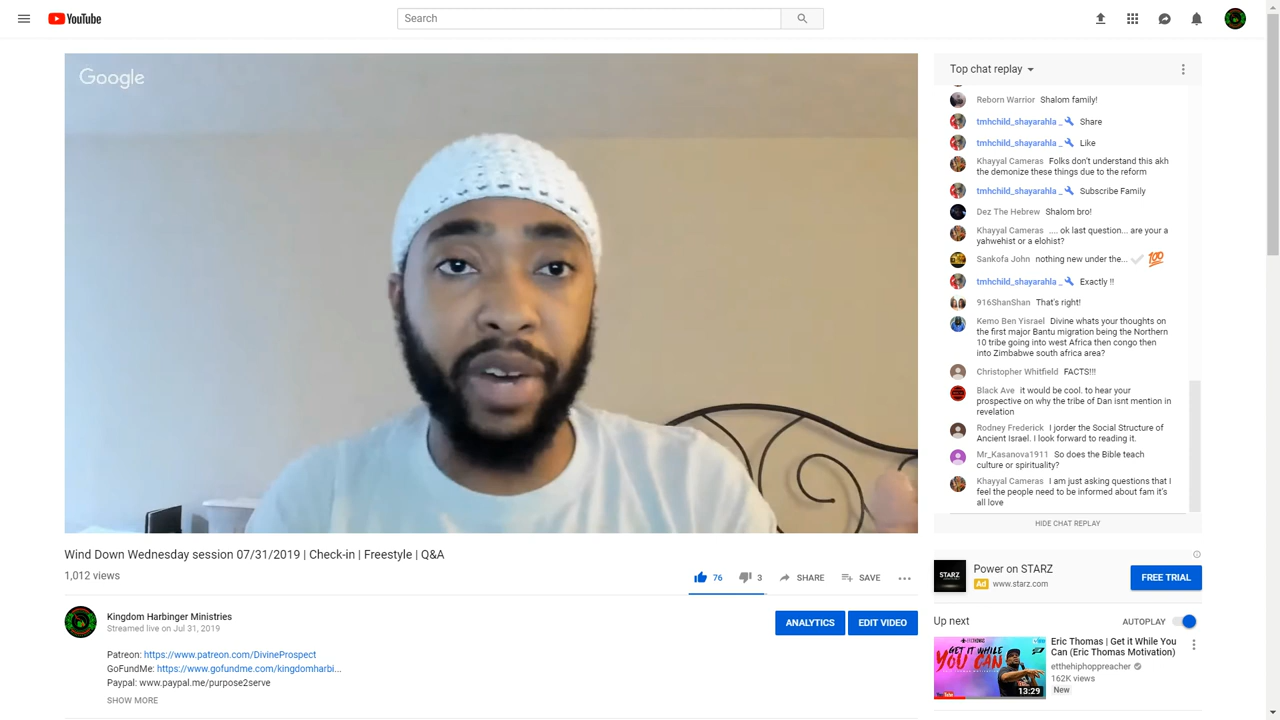 YouTube
Search
Google
Top chat replay
Reborn Warrior Shalom family!
tmhchild_shayarahla _ Share
tmhchild_shayarahla _ Like
Khayyal Cameras Folks don't understand this akh
the demonize these things due to the reform
tmhchild_shayarahla _ Subscribe Family
Dez The Hebrew Shalom bro!
Khayyal Cameras .... ok last question... are your a
yahwehist or a elohist?
Sankofa John nothing new under the... 💯
tmhchild_shayarahla _ Exactly !!
916ShanShan That's right!
Kemo Ben Yisrael Divine whats your thoughts on
the first major Bantu migration being the Northern
10 tribe going into west Africa then congo then
into Zimbabwe south africa area?
Christopher Whitfield FACTS!!!
Black Ave it would be cool. to hear your
prospective on why the tribe of Dan isnt mention in
revelation
Rodney Frederick I jorder the Social Structure of
Ancient Israel. I look forward to reading it.
Mr_Kasanova1911 So does the Bible teach
culture or spirituality?
Khayyal Cameras I am just asking questions that I
feel the people need to be informed about fam it's
all love
HIDE CHAT REPLAY
Wind Down Wednesday session 07/31/2019 | Check-in | Freestyle | Q&A
1,012 views
76
3
SHARE
SAVE
Kingdom Harbinger Ministries
Streamed live on Jul 31, 2019
ANALYTICS
EDIT VIDEO
Patreon: https://www.patreon.com/DivineProspect
GoFundMe: https://www.gofundme.com/kingdomharbi...
Paypal: www.paypal.me/purpose2serve
SHOW MORE
STARZ
Power on STARZ
Ad www.starz.com
FREE TRIAL
Up next
AUTOPLAY
GET IT WHILE
YOU CAN
13:29
Eric Thomas | Get it While You
Can (Eric Thomas Motivation)
etthehiphoppreacher
162K views
New